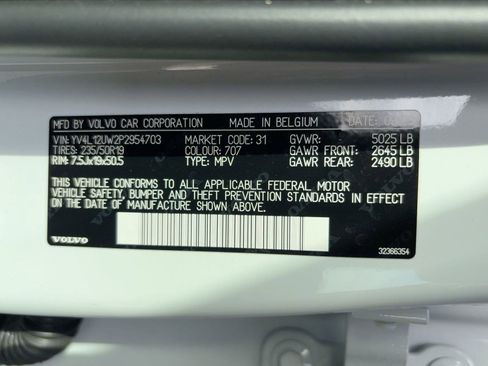 MFD BY VOLVO CAR CORPORATION MADE IN BELGIUM DATE:
VIN: YV4L12UW2P2954703 MARKET CODE: 31 GVWR: 5025 LB
TIRES: 235/50R19 COLOUR: 707 GAWR FRONT: 2645 LB
RIM: 7.5Jx19x50.5 TYPE: MPV GAWR REAR: 2490 LB
THIS VEHICLE CONFORMS TO ALL APPLICABLE FEDERAL MOTOR
VEHICLE SAFETY, BUMPER AND THEFT PREVENTION STANDARDS IN EFFECT
ON THE DATE OF MANUFACTURE SHOWN ABOVE.
VOLVO 32366354